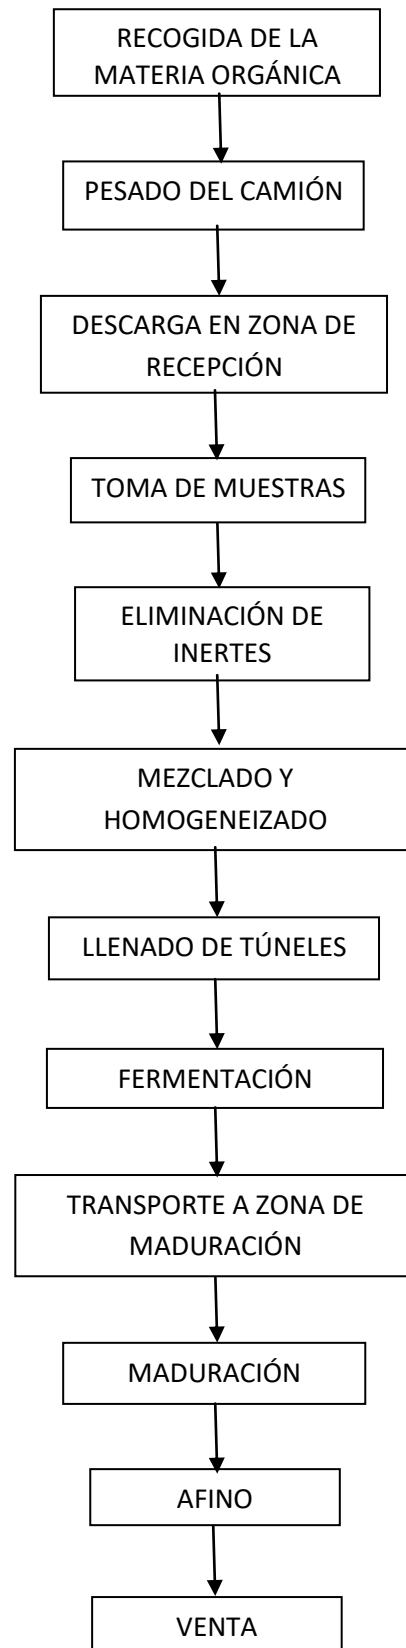 RECOGIDA DE LA
MATERIA ORGÁNICA
PESADO DEL CAMIÓN
DESCARGA EN ZONA DE
RECEPCIÓN
TOMA DE MUESTRAS
ELIMINACIÓN DE
INERTES
MEZCLADO Y
HOMOGENEIZADO
LLENADO DE TÚNELES
FERMENTACIÓN
TRANSPORTE A ZONA DE
MADURACIÓN
MADURACIÓN
AFINO
VENTA